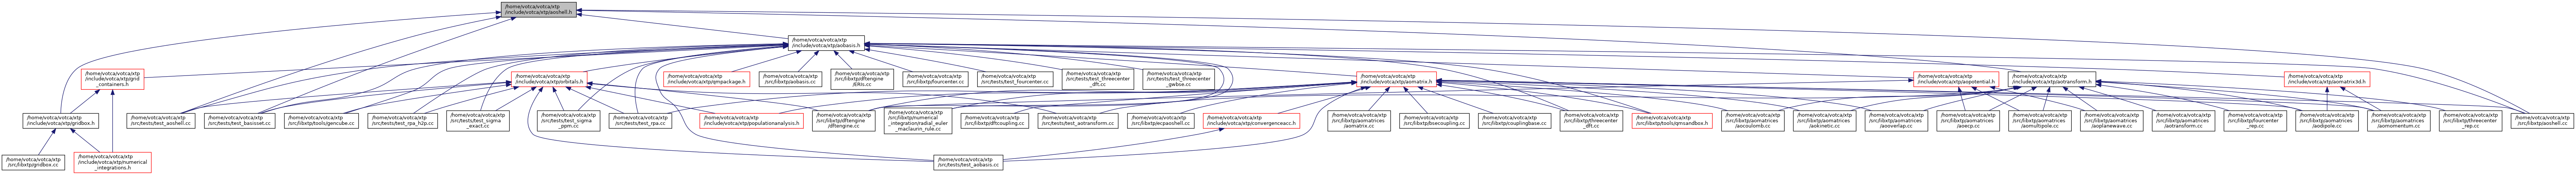 /home/votca/votca/xtp
/include/votca/xtp/aoshell.h
/home/votca/votca/xtp
/include/votca/xtp/aobasis.h
/home/votca/votca/xtp
/include/votca/xtp/grid
_containers.h
/home/votca/votca/xtp
/include/votca/xtp/orbitals.h
/home/votca/votca/xtp
/include/votca/xtp/qmpackage.h
/home/votca/votca/xtp
/src/libxtp/aobasis.cc
/home/votca/votca/xtp
/src/libxtp/dftengine
/ERIs.cc
/home/votca/votca/xtp
/src/libxtp/fourcenter.cc
/home/votca/votca/xtp
/src/tests/test_fourcenter.cc
/home/votca/votca/xtp
/src/tests/test_threecenter
_dft.cc
/home/votca/votca/xtp
/src/tests/test_threecenter
_gwbse.cc
/home/votca/votca/xtp
/include/votca/xtp/aomatrix.h
/home/votca/votca/xtp
/include/votca/xtp/aopotential.h
/home/votca/votca/xtp
/include/votca/xtp/aotransform.h
/home/votca/votca/xtp
/include/votca/xtp/aomatrix3d.h
/home/votca/votca/xtp
/include/votca/xtp/gridbox.h
/home/votca/votca/xtp
/src/tests/test_aoshell.cc
/home/votca/votca/xtp
/src/tests/test_basisset.cc
/home/votca/votca/xtp
/src/libxtp/tools/gencube.cc
/home/votca/votca/xtp
/src/tests/test_rpa_h2p.cc
/home/votca/votca/xtp
/src/tests/test_sigma
_exact.cc
/home/votca/votca/xtp
/src/tests/test_sigma
_ppm.cc
/home/votca/votca/xtp
/src/tests/test_rpa.cc
/home/votca/votca/xtp
/include/votca/xtp/populationanalysis.h
/home/votca/votca/xtp
/src/libxtp/dftengine
/dftengine.cc
/home/votca/votca/xtp
/src/libxtp/numerical
_integration/radial_euler
_maclaurin_rule.cc
/home/votca/votca/xtp
/src/libxtp/dftcoupling.cc
/home/votca/votca/xtp
/src/tests/test_aotransform.cc
/home/votca/votca/xtp
/src/libxtp/ecpaoshell.cc
/home/votca/votca/xtp
/include/votca/xtp/convergenceacc.h
/home/votca/votca/xtp
/src/libxtp/aomatrices
/aomatrix.cc
/home/votca/votca/xtp
/src/libxtp/bsecoupling.cc
/home/votca/votca/xtp
/src/libxtp/couplingbase.cc
/home/votca/votca/xtp
/src/libxtp/threecenter
_dft.cc
/home/votca/votca/xtp
/src/libxtp/tools/qmsandbox.h
/home/votca/votca/xtp
/src/libxtp/aomatrices
/aocoulomb.cc
/home/votca/votca/xtp
/src/libxtp/aomatrices
/aokinetic.cc
/home/votca/votca/xtp
/src/libxtp/aomatrices
/aooverlap.cc
/home/votca/votca/xtp
/src/libxtp/aomatrices
/aoecp.cc
/home/votca/votca/xtp
/src/libxtp/aomatrices
/aomultipole.cc
/home/votca/votca/xtp
/src/libxtp/aomatrices
/aoplanewave.cc
/home/votca/votca/xtp
/src/libxtp/aomatrices
/aotransform.cc
/home/votca/votca/xtp
/src/libxtp/fourcenter
_rep.cc
/home/votca/votca/xtp
/src/libxtp/aomatrices
/aodipole.cc
/home/votca/votca/xtp
/src/libxtp/aomatrices
/aomomentum.cc
/home/votca/votca/xtp
/src/libxtp/threecenter
_rep.cc
/home/votca/votca/xtp
/src/libxtp/aoshell.cc
/home/votca/votca/xtp
/src/libxtp/gridbox.cc
/home/votca/votca/xtp
/include/votca/xtp/numerical
_integrations.h
/home/votca/votca/xtp
/src/tests/test_aobasis.cc